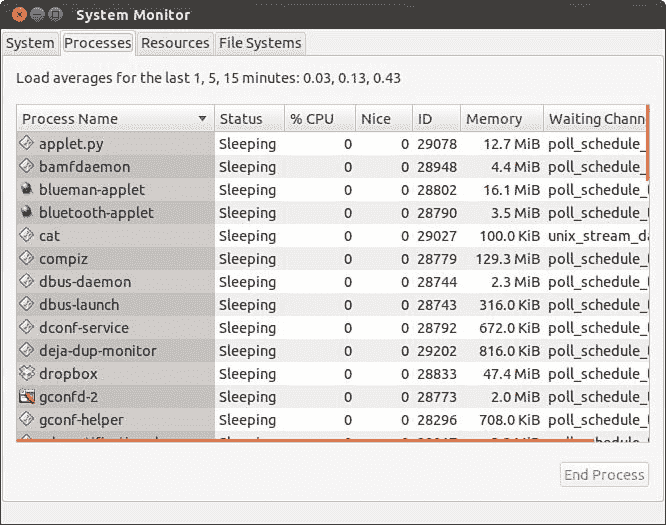 System Monitor
System Processes Resources File Systems
Load averages for the last 1, 5, 15 minutes: 0.03, 0.13, 0.43
Process Name Status % CPU Nice ID Memory Waiting Chann
applet.py Sleeping 0 0 29078 12.7 MiB poll_schedule_
bamfdaemon Sleeping 0 0 28948 4.4 MiB poll_schedule_
blueman-applet Sleeping 0 0 28802 16.1 MiB poll_schedule_
bluetooth-applet Sleeping 0 0 28790 3.5 MiB poll_schedule_
cat Sleeping 0 0 29027 100.0 KiB unix_stream_da
compiz Sleeping 0 0 28779 129.3 MiB poll_schedule_
dbus-daemon Sleeping 0 0 28744 2.3 MiB poll_schedule_
dbus-launch Sleeping 0 0 28743 316.0 KiB poll_schedule_
dconf-service Sleeping 0 0 28792 672.0 KiB poll_schedule_
deja-dup-monitor Sleeping 0 0 29202 816.0 KiB poll_schedule_
dropbox Sleeping 0 0 28833 47.4 MiB poll_schedule_
gconfd-2 Sleeping 0 0 28773 2.0 MiB poll_schedule_
gconf-helper Sleeping 0 0 28296 708.0 KiB poll_schedule_
End Process